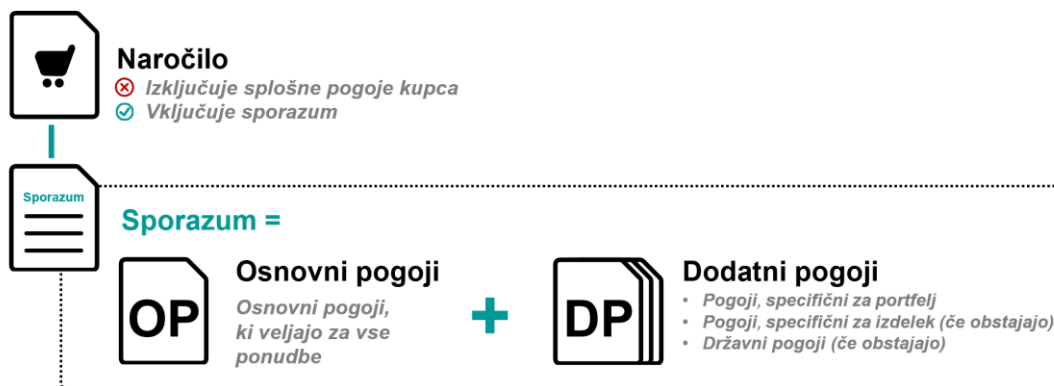 Naročilo
Izključuje splošne pogoje kupca
Vključuje sporazum
Sporazum
Sporazum =
OP
Osnovni pogoji
Osnovni pogoji,
ki veljajo za vse
ponudbe
+
DP
Dodatni pogoji
• Pogoji, specifični za portfelj
• Pogoji, specifični za izdelek (če obstajajo)
• Državni pogoji (če obstajajo)